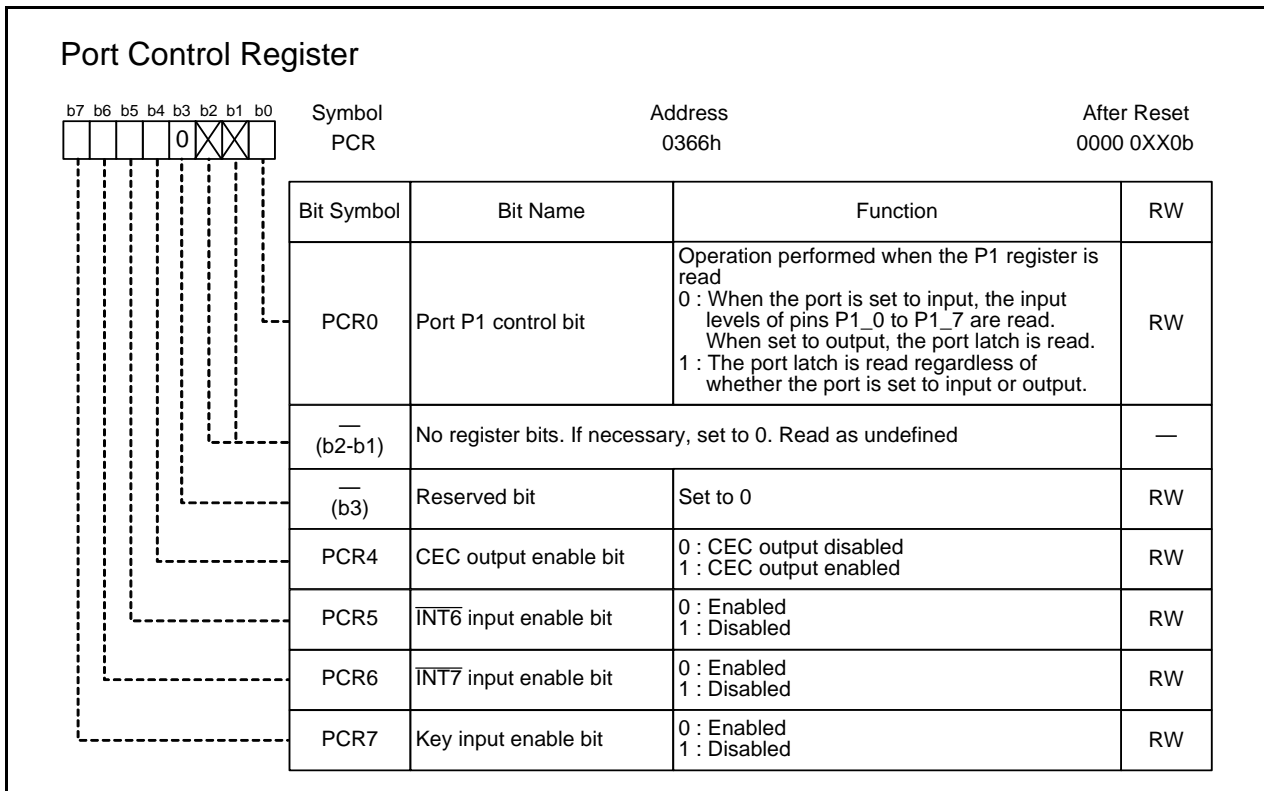 Port Control Register
b7 b6 b5 b4 b3 b2 b1 b0
Symbol Address After Reset
0
PCR 0366h 0000 0XX0b
Bit Symbol Bit Name Function RW
PCR0 Port P1 control bit
Operation performed when the P1 register is
read
0 : When the port is set to input, the input
levels of pins P1_0 to P1_7 are read.
When set to output, the port latch is read.
1 : The port latch is read regardless of
whether the port is set to input or output.
RW
—
(b2-b1)
No register bits. If necessary, set to 0. Read as undefined
—
—
(b3)
Reserved bit Set to 0 RW
PCR4 CEC output enable bit
0 : CEC output disabled
1 : CEC output enabled
RW
PCR5 INT6 input enable bit
0 : Enabled
1 : Disabled
RW
PCR6 INT7 input enable bit
0 : Enabled
1 : Disabled
RW
PCR7 Key input enable bit
0 : Enabled
1 : Disabled
RW